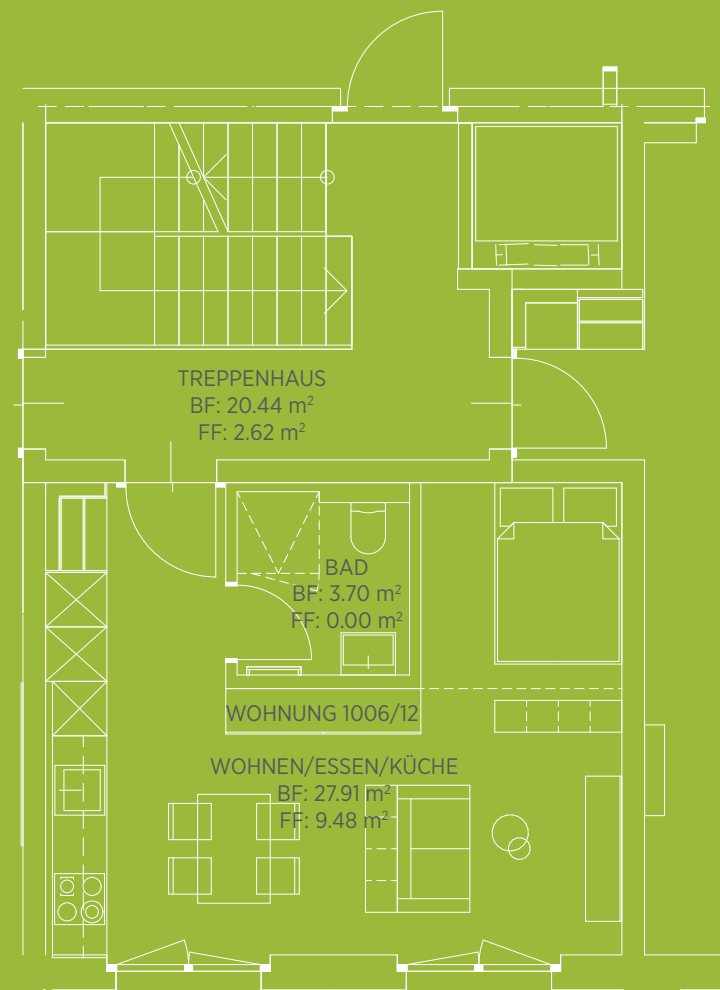 TREPPENHAUS
BF: 20.44 m²
FF: 2.62 m²
BAD
BF: 3.70 m²
FF: 0.00 m²
WOHNUNG 1006/12
WOHNEN/ESSEN/KÜCHE
BF: 27.91 m²
FF: 9.48 m²